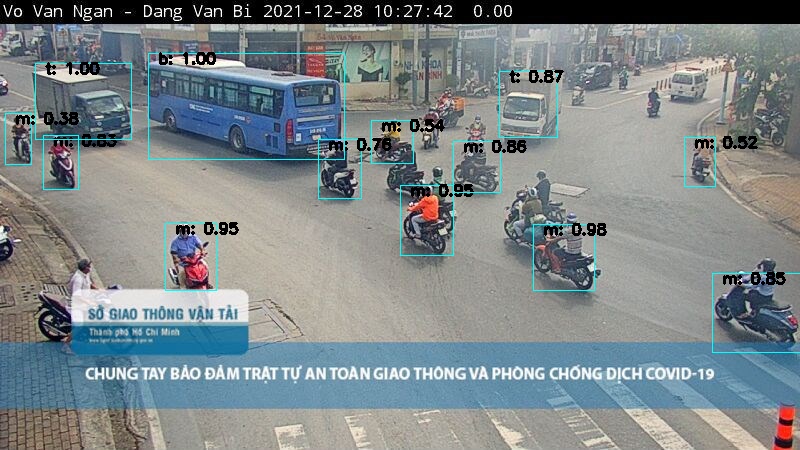 Vo Van Ngan - Dang Van Bi 2021-12-28 10:27:42  0.00
t: 1.00
b: 1.00
t: 0.87
m: 0.38
m: 0.83
m: 0.76
m: 0.54
m: 0.86
m: 0.52
m: 0.95
m: 0.95
m: 0.98
m: 0.85
SỞ GIAO THÔNG VẬN TẢI
Thành phố Hồ Chí Minh
CHUNG TAY BẢO ĐẢM TRẬT TỰ AN TOÀN GIAO THÔNG VÀ PHÒNG CHỐNG DỊCH COVID-19